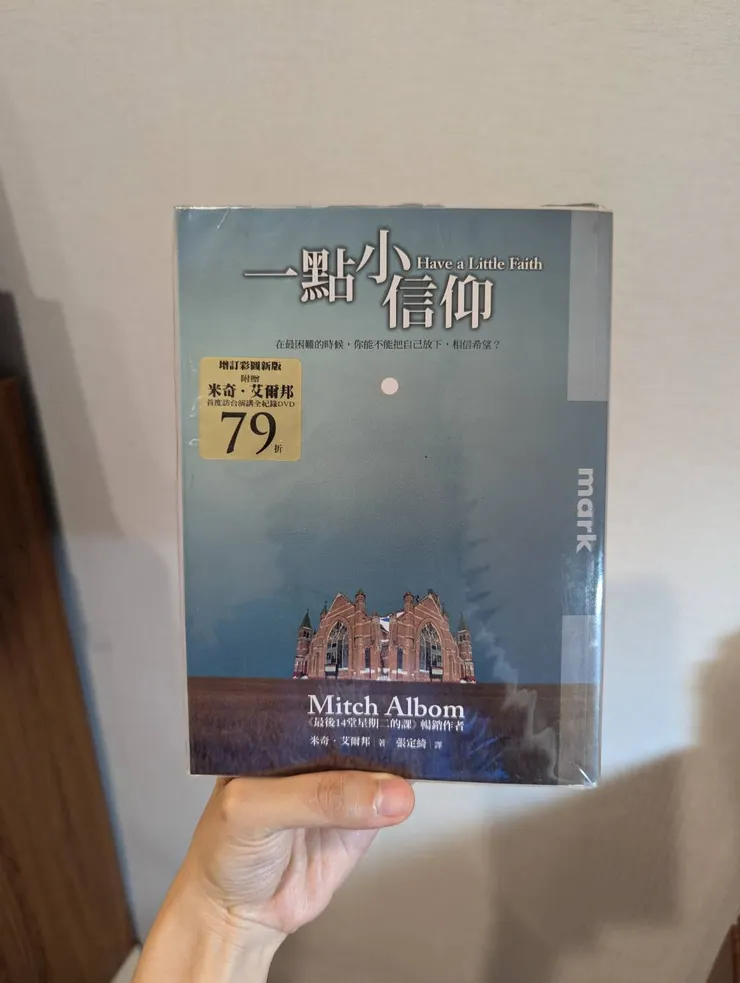 一點小信仰
Have a Little Faith
在最困難的時候，你能不能把自己放下，相信希望？
增訂彩圖新版
附贈
米奇・艾爾邦
首度訪台演講全紀錄DVD
79折
mark
Mitch Albom
《最後14堂星期二的課》暢銷作者
米奇・艾爾邦｜著 張定綺｜譯